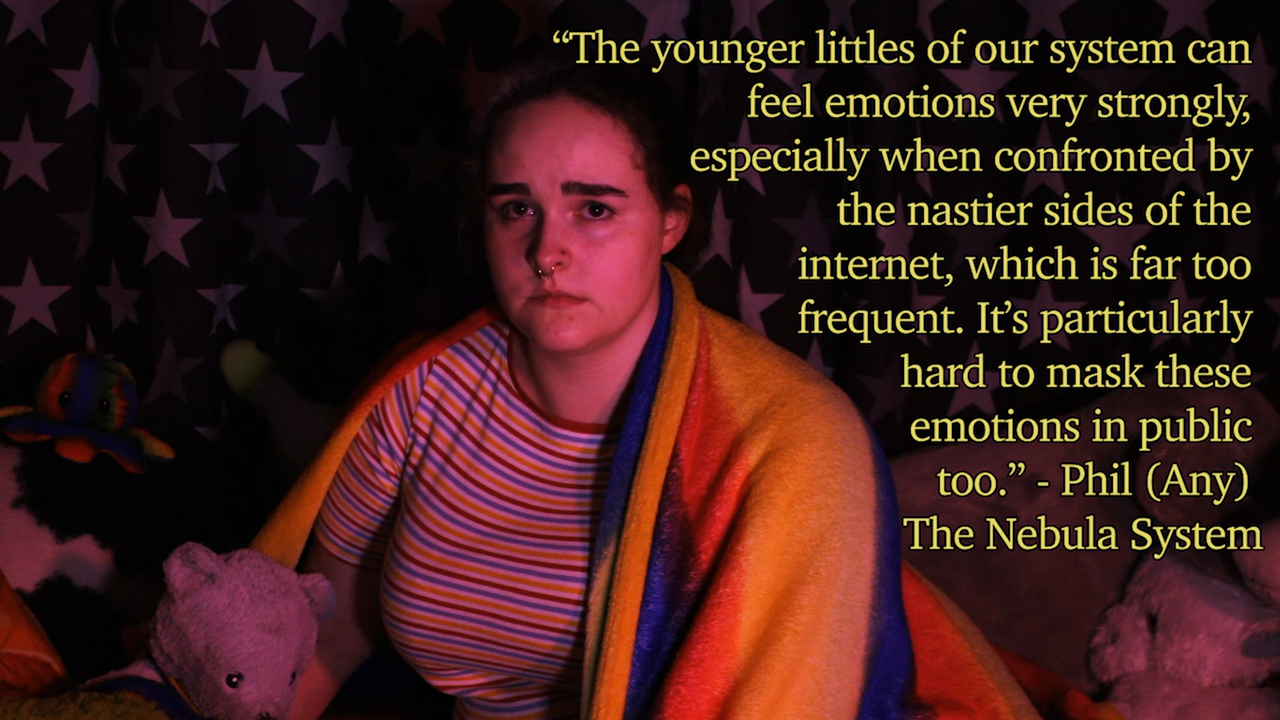 “The younger littles of our system can
feel emotions very strongly,
especially when confronted by
the nastier sides of the
internet, which is far too
frequent. It’s particularly
hard to mask these
emotions in public
too.” - Phil (Any)
The Nebula System